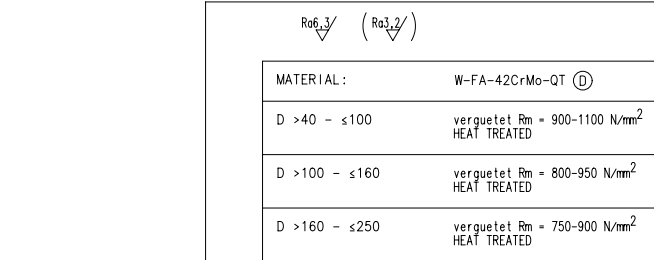 Ra6,3 ( Ra3,2 )
MATERIAL: W-FA-42CrMo-QT D
D >40 - ≤100 verguetet Rm = 900-1100 N/mm²
HEAT TREATED
D >100 - ≤160 verguetet Rm = 800-950 N/mm²
HEAT TREATED
D >160 - ≤250 verguetet Rm = 750-900 N/mm²
HEAT TREATED